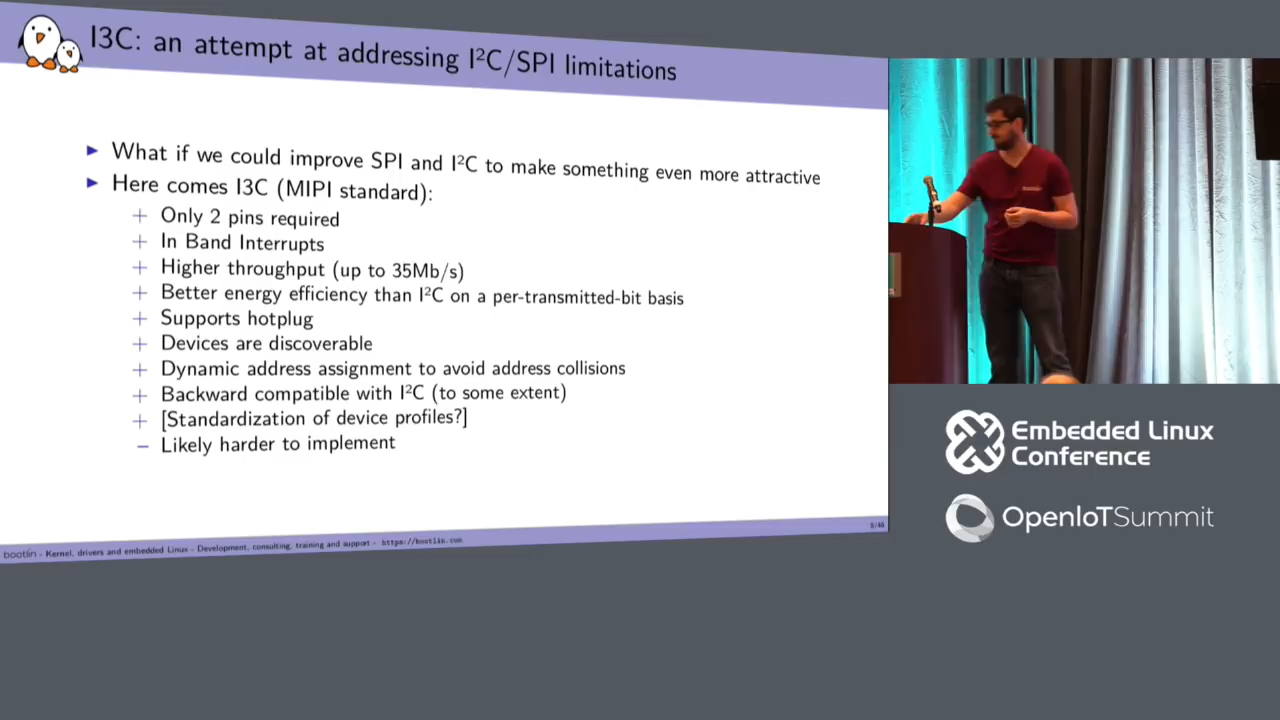 I3C: an attempt at addressing I²C/SPI limitations
▶ What if we could improve SPI and I²C to make something even more attractive
▶ Here comes I3C (MIPI standard):
+ Only 2 pins required
+ In Band Interrupts
+ Higher throughput (up to 35Mb/s)
+ Better energy efficiency than I²C on a per-transmitted-bit basis
+ Supports hotplug
+ Devices are discoverable
+ Dynamic address assignment to avoid address collisions
+ Backward compatible with I²C (to some extent)
+ [Standardization of device profiles?]
− Likely harder to implement
bootlin - Kernel, drivers and embedded Linux - Development, consulting, training and support - https://bootlin.com
Embedded Linux
Conference
OpenIoTSummit